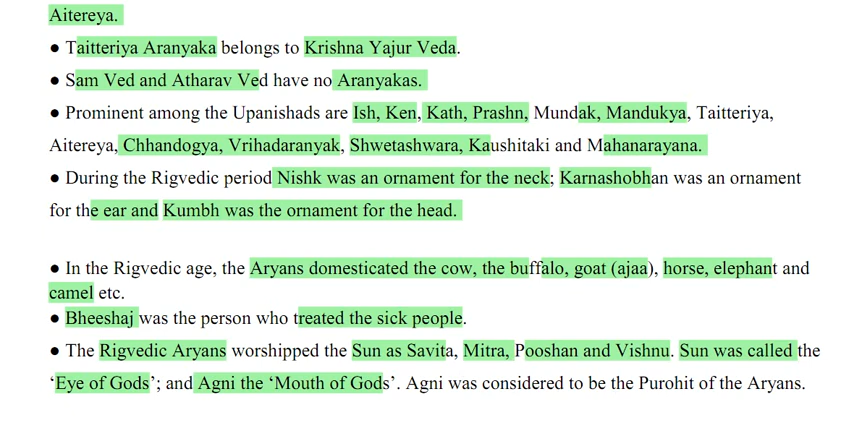 Aitereya.
● Taitteriya Aranyaka belongs to Krishna Yajur Veda.
● Sam Ved and Atharav Ved have no Aranyakas.
● Prominent among the Upanishads are Ish, Ken, Kath, Prashn, Mundak, Mandukya, Taitteriya,
Aitereya, Chhandogya, Vrihadaranyak, Shwetashwara, Kaushitaki and Mahanarayana.
● During the Rigvedic period Nishk was an ornament for the neck; Karnashobhan was an ornament
for the ear and Kumbh was the ornament for the head.
● In the Rigvedic age, the Aryans domesticated the cow, the buffalo, goat (ajaa), horse, elephant and
camel etc.
● Bheeshaj was the person who treated the sick people.
● The Rigvedic Aryans worshipped the Sun as Savita, Mitra, Pooshan and Vishnu. Sun was called the
‘Eye of Gods’; and Agni the ‘Mouth of Gods’. Agni was considered to be the Purohit of the Aryans.